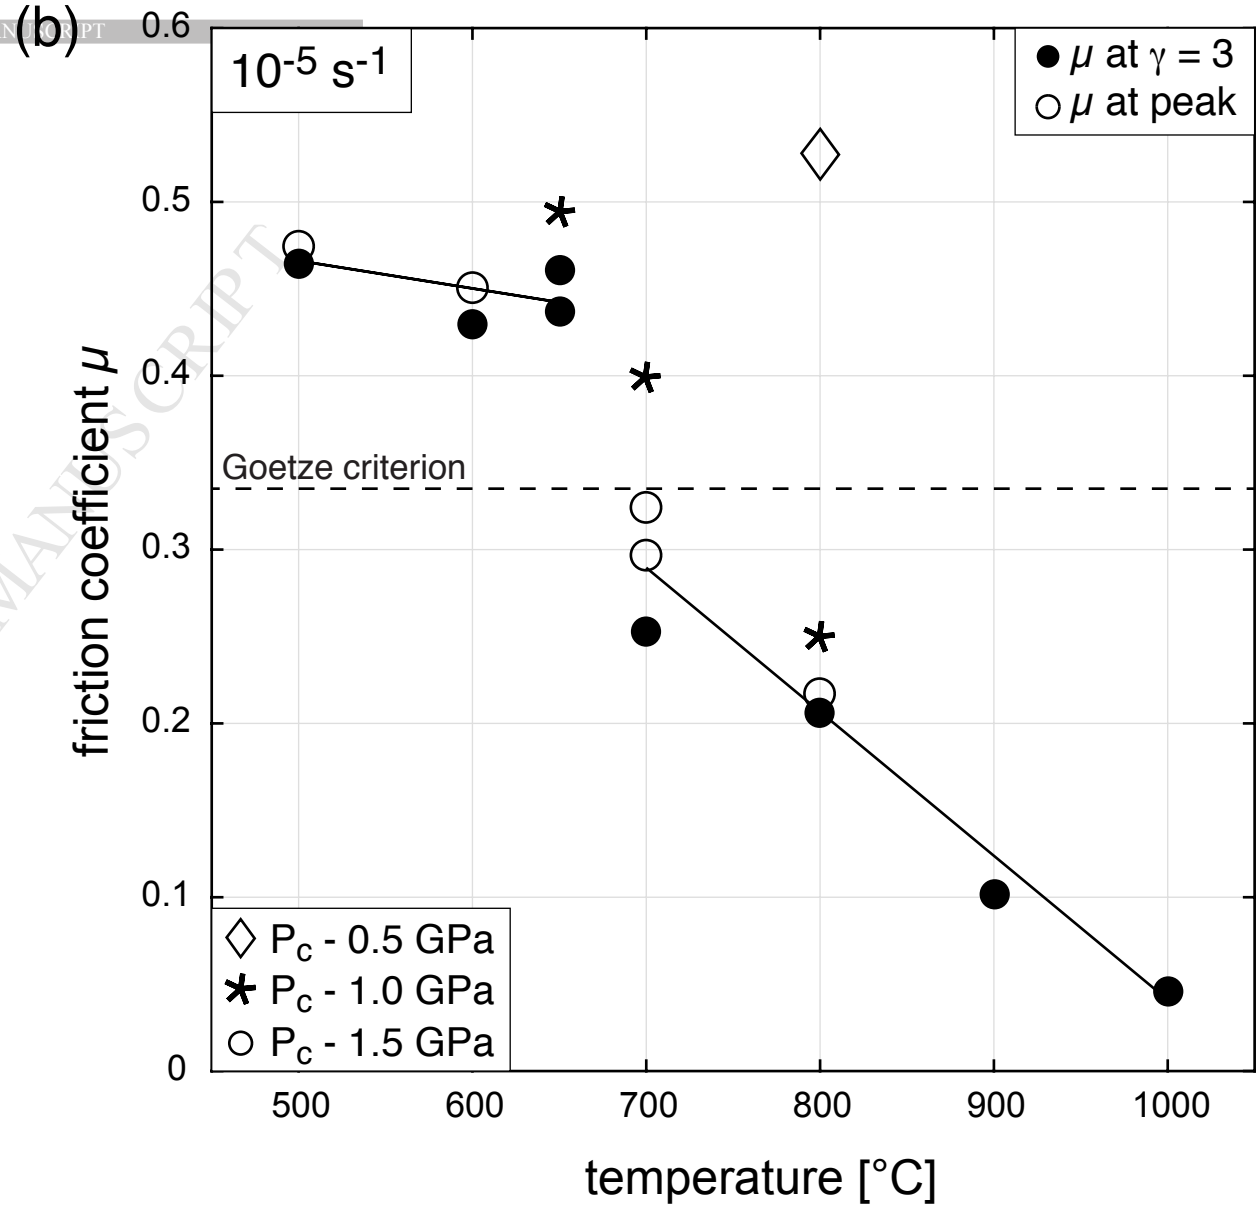 (b)
NUSCRIPT
10-5 s-1
μ at γ = 3
μ at peak
0.6
0.5
0.4
0.3
0.2
0.1
0
friction coefficient μ
MANUSCRIPT
Goetze criterion
Pc - 0.5 GPa
Pc - 1.0 GPa
Pc - 1.5 GPa
500 600 700 800 900 1000
temperature [°C]